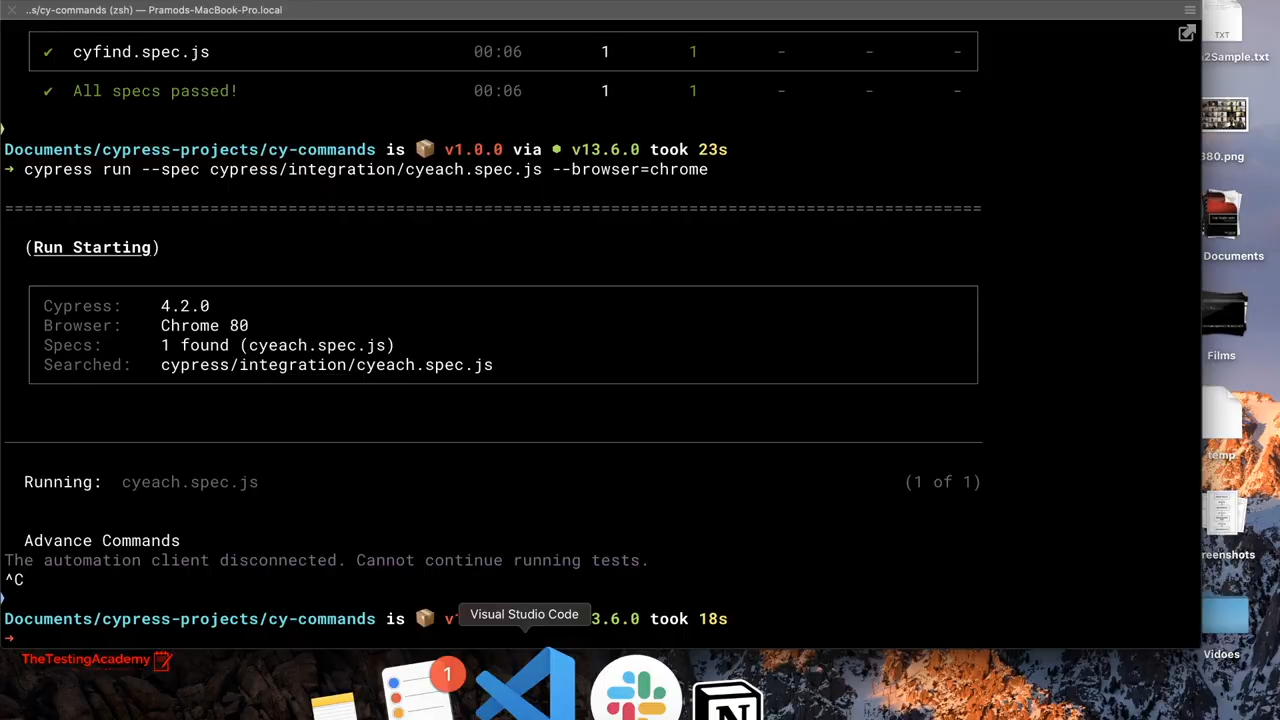 ..s/cy-commands (zsh) — Pramods-MacBook-Pro.local
✔ cyfind.spec.js 00:06 1 1 - - -
✔ All specs passed! 00:06 1 1 - - -
Documents/cypress-projects/cy-commands is 📦 v1.0.0 via ⬢ v13.6.0 took 23s
➜ cypress run --spec cypress/integration/cyeach.spec.js --browser=chrome
====================================================================================================
(Run Starting)
Cypress: 4.2.0
Browser: Chrome 80
Specs: 1 found (cyeach.spec.js)
Searched: cypress/integration/cyeach.spec.js
Running: cyeach.spec.js (1 of 1)
Advance Commands
The automation client disconnected. Cannot continue running tests.
^C
Documents/cypress-projects/cy-commands is 📦 v 3.6.0 took 18s
➜
Visual Studio Code
TheTestingAcademy
1
N
TXT
2Sample.txt
80.png
Documents
Films
temp
reenshots
Vidoes